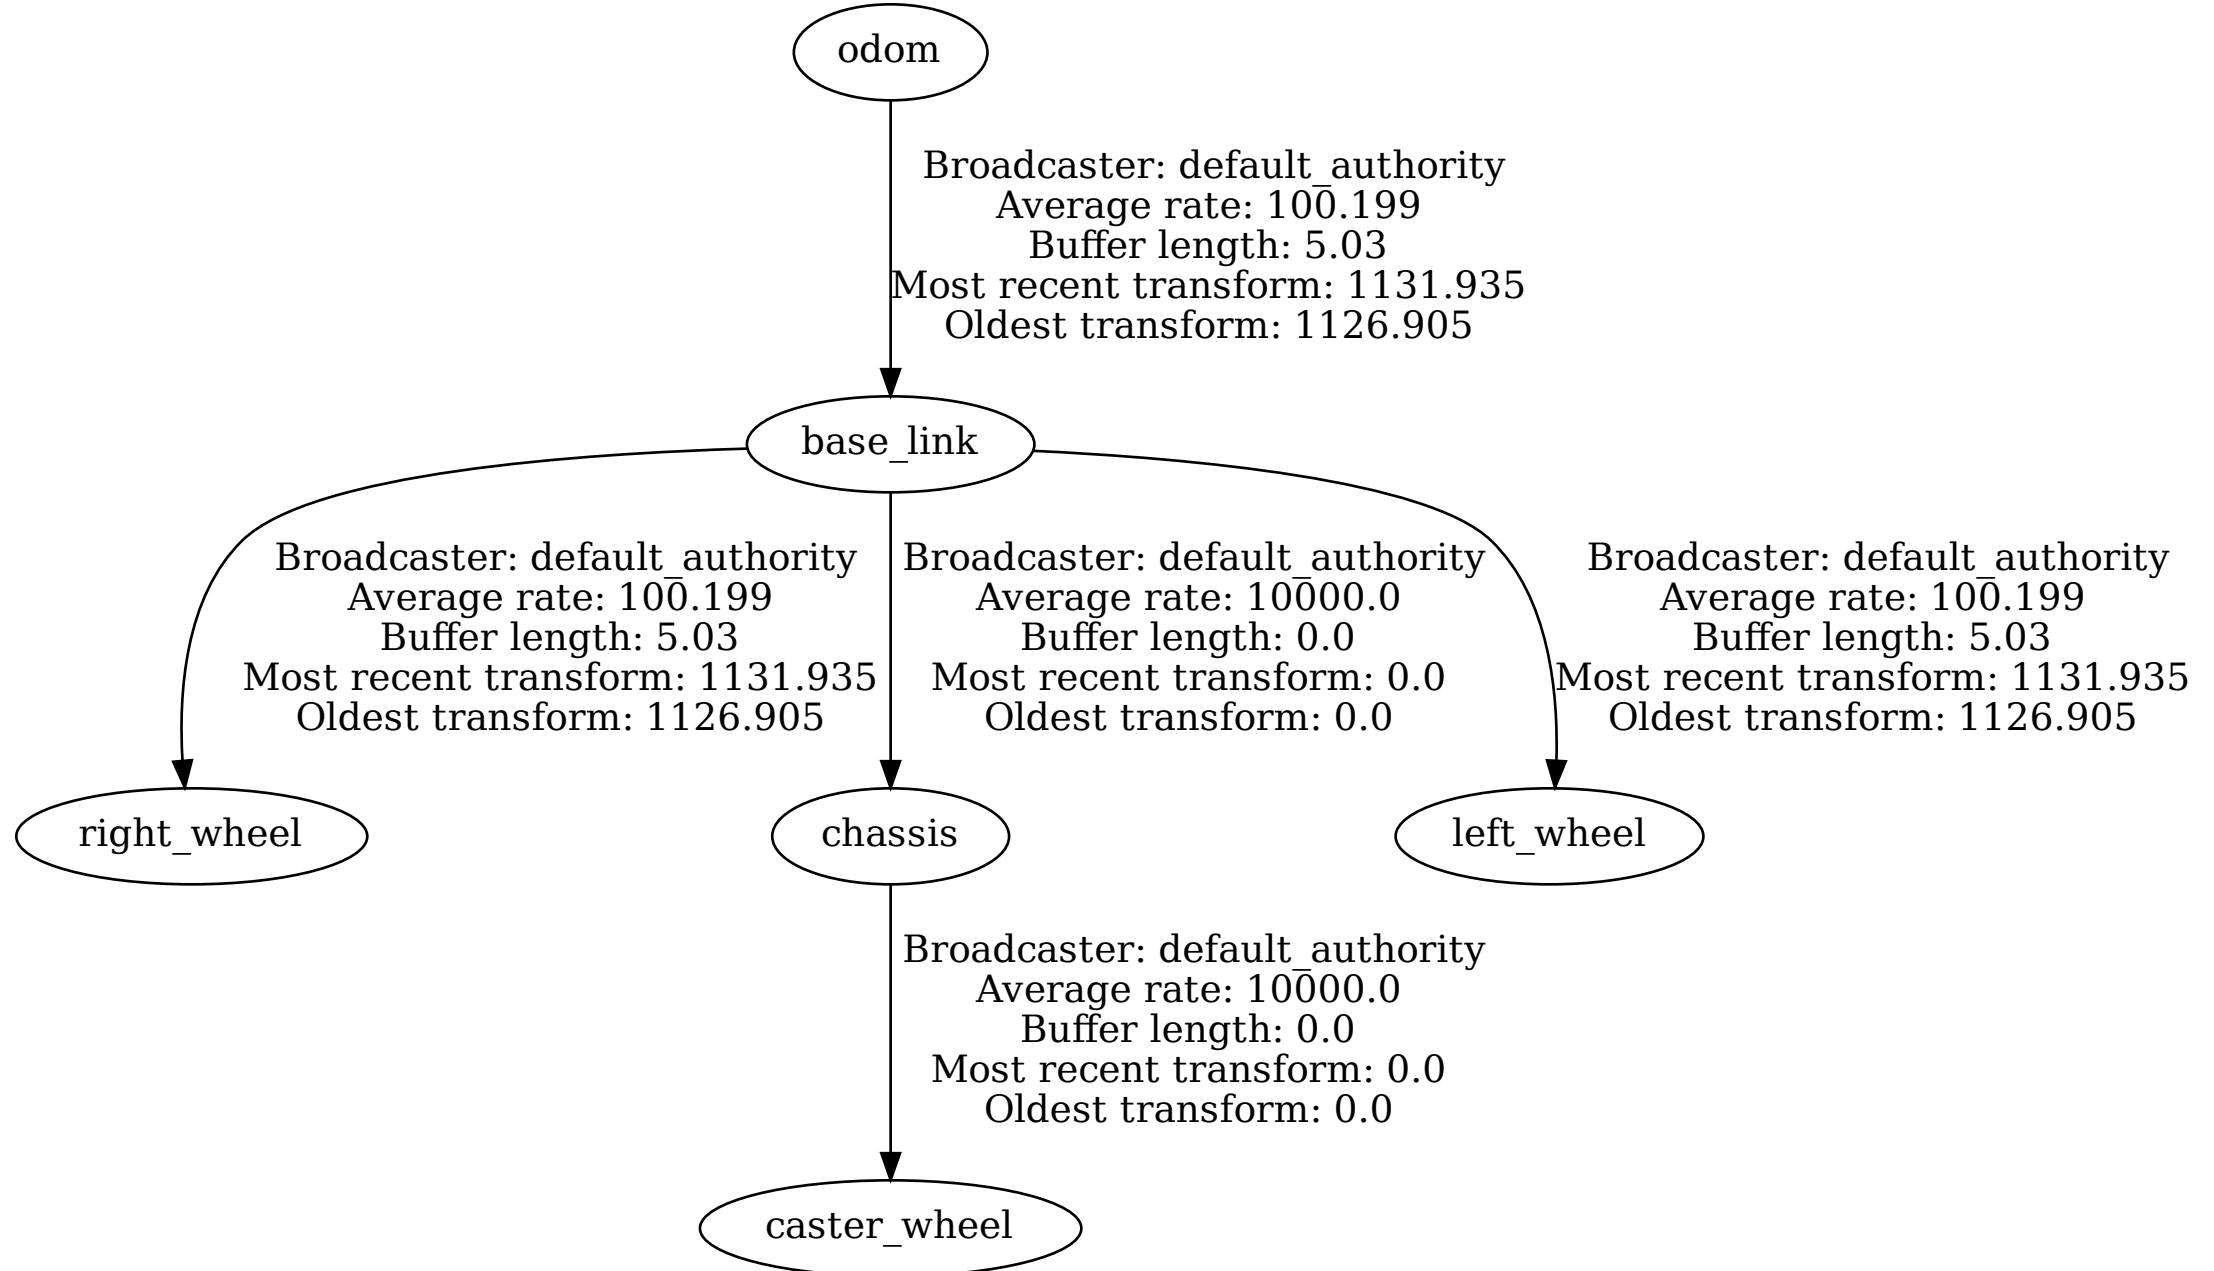 odom
Broadcaster: default_authority
Average rate: 100.199
Buffer length: 5.03
Most recent transform: 1131.935
Oldest transform: 1126.905
base_link
Broadcaster: default_authority
Average rate: 100.199
Buffer length: 5.03
Most recent transform: 1131.935
Oldest transform: 1126.905
Broadcaster: default_authority
Average rate: 10000.0
Buffer length: 0.0
Most recent transform: 0.0
Oldest transform: 0.0
Broadcaster: default_authority
Average rate: 100.199
Buffer length: 5.03
Most recent transform: 1131.935
Oldest transform: 1126.905
right_wheel
chassis
left_wheel
Broadcaster: default_authority
Average rate: 10000.0
Buffer length: 0.0
Most recent transform: 0.0
Oldest transform: 0.0
caster_wheel